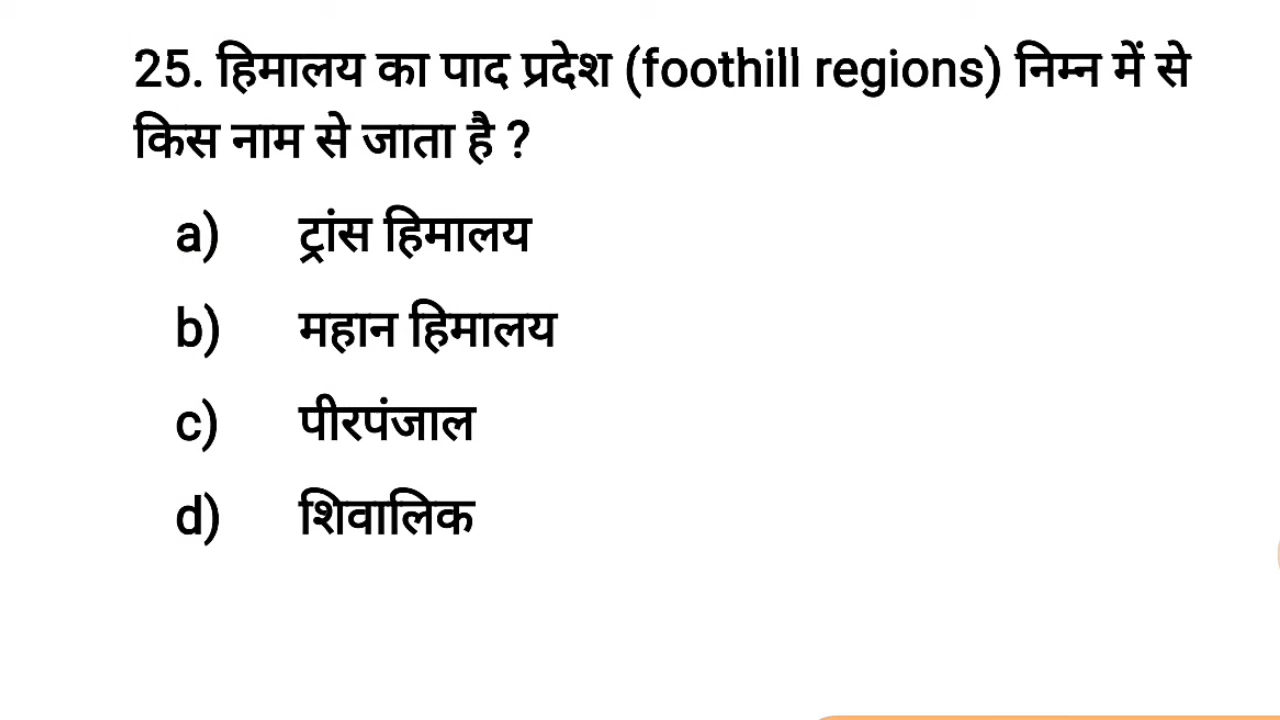 25. हिमालय का पाद प्रदेश (foothill regions) निम्न में से
किस नाम से जाता है ?
a) ट्रांस हिमालय
b) महान हिमालय
c) पीरपंजाल
d) शिवालिक